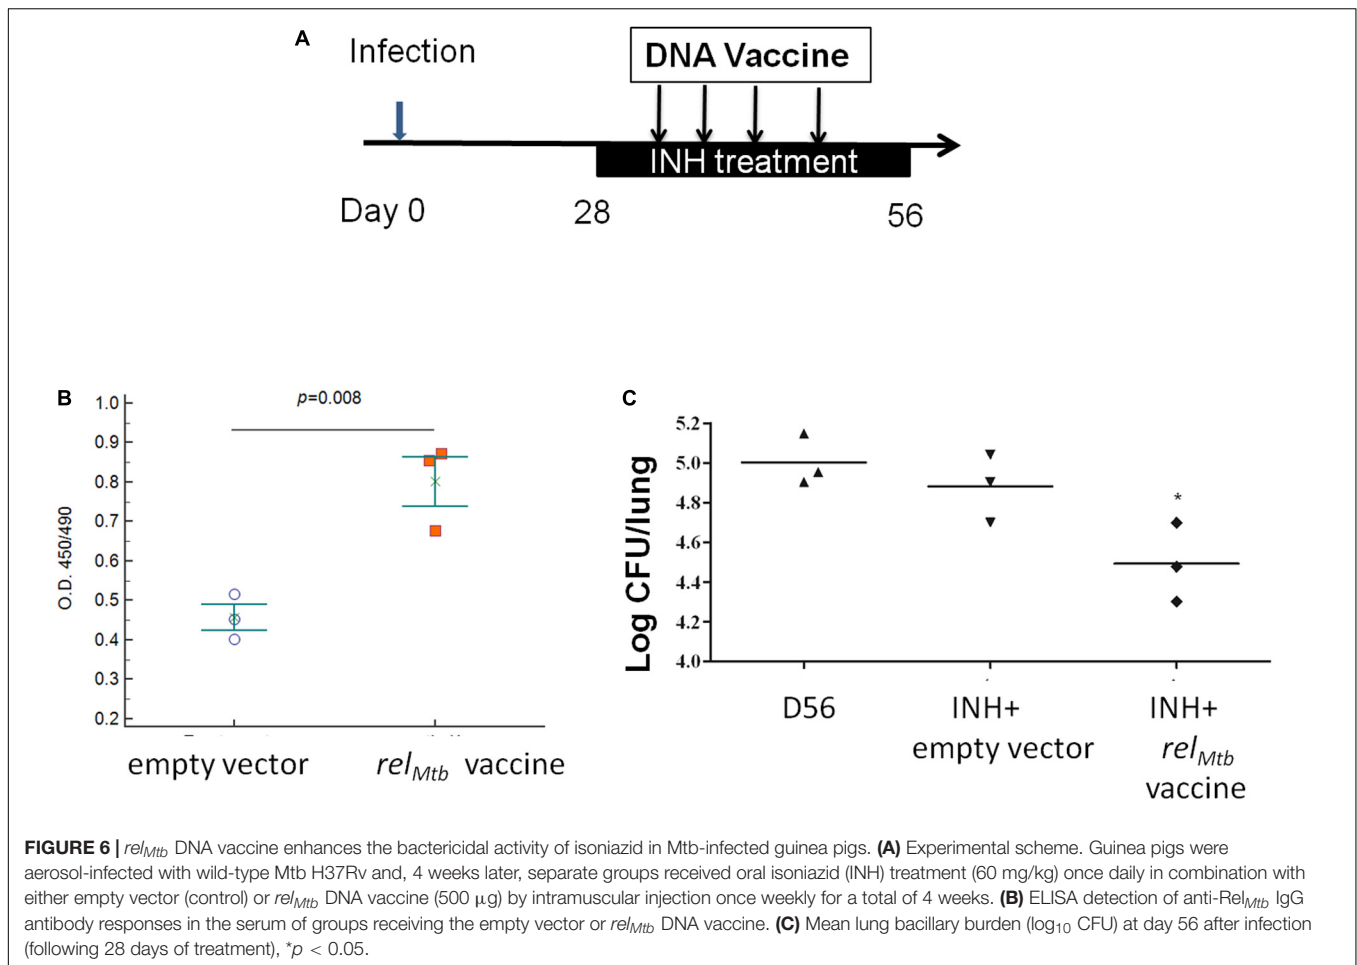 A
Infection
DNA Vaccine
INH treatment
Day 0
28
56
B
p=0.008
1.0
0.9
0.8
0.7
0.6
0.5
0.4
0.3
0.2
O.D. 450/490
empty vector
relMtb vaccine
C
*
5.2
5.0
4.8
4.6
4.4
4.2
4.0
Log CFU/lung
D56
INH+
empty vector
INH+
relMtb
vaccine
FIGURE 6 | relMtb DNA vaccine enhances the bactericidal activity of isoniazid in Mtb-infected guinea pigs. (A) Experimental scheme. Guinea pigs were
aerosol-infected with wild-type Mtb H37Rv and, 4 weeks later, separate groups received oral isoniazid (INH) treatment (60 mg/kg) once daily in combination with
either empty vector (control) or relMtb DNA vaccine (500 μg) by intramuscular injection once weekly for a total of 4 weeks. (B) ELISA detection of anti-RelMtb IgG
antibody responses in the serum of groups receiving the empty vector or relMtb DNA vaccine. (C) Mean lung bacillary burden (log10 CFU) at day 56 after infection
(following 28 days of treatment), *p < 0.05.